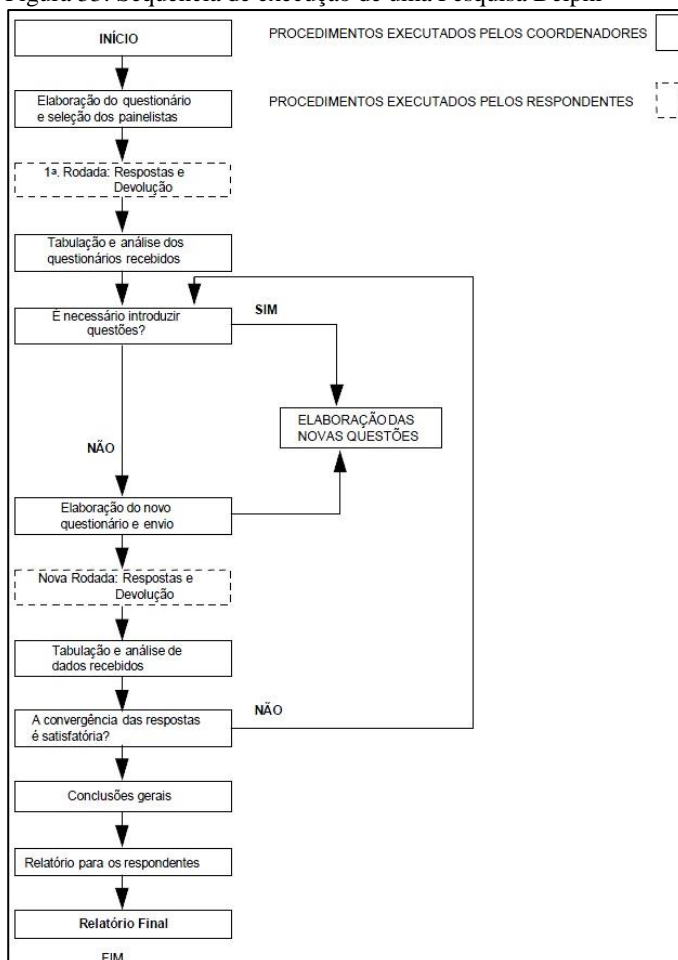 Figura 35: Sequência de execução de uma Pesquisa Delphi
INÍCIO
PROCEDIMENTOS EXECUTADOS PELOS COORDENADORES
Elaboração do questionário
e seleção dos painelistas
PROCEDIMENTOS EXECUTADOS PELOS RESPONDENTES
1ª. Rodada: Respostas e
Devolução
Tabulação e análise dos
questionários recebidos
É necessário introduzir
questões?
SIM
ELABORAÇÃO DAS
NOVAS QUESTÕES
NÃO
Elaboração do novo
questionário e envio
Nova Rodada: Respostas e
Devolução
Tabulação e análise de
dados recebidos
A convergência das respostas
é satisfatória?
NÃO
Conclusões gerais
Relatório para os respondentes
Relatório Final
FIM